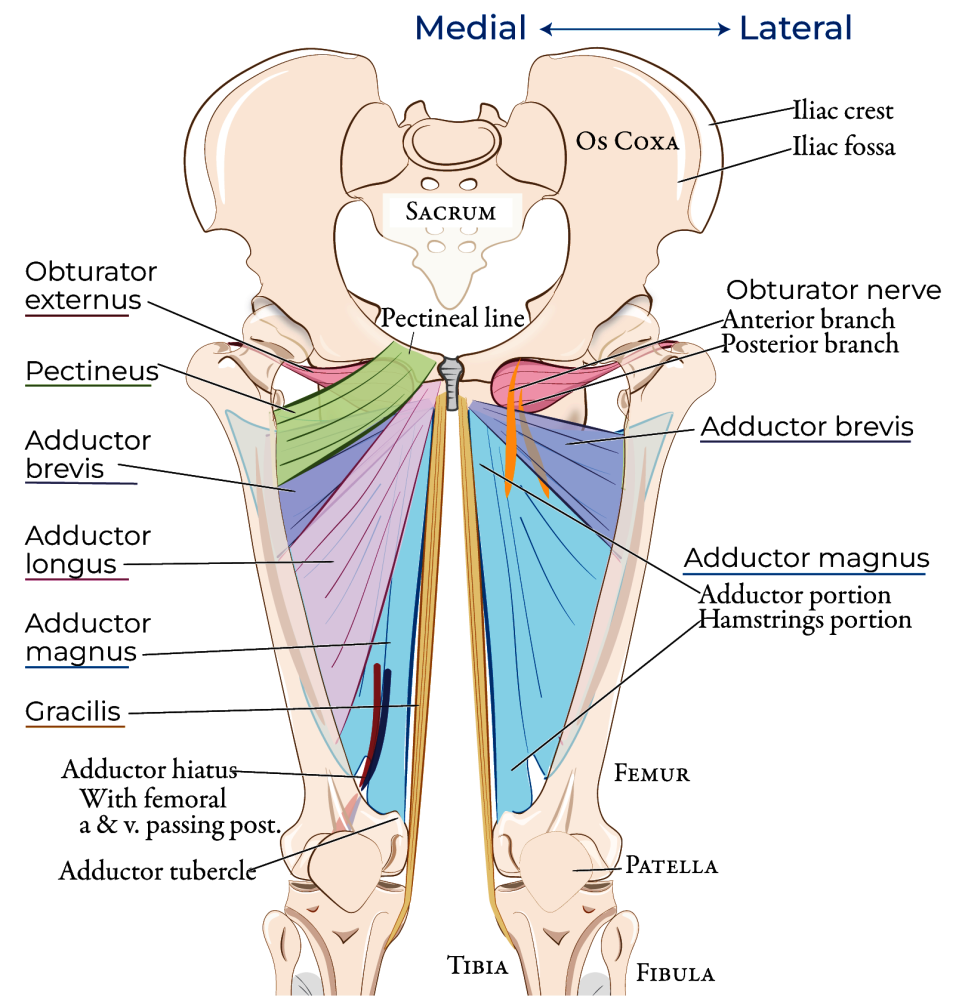 Medial Lateral
Iliac crest
Os Coxa
Iliac fossa
Sacrum
Obturator
externus
Pectineal line
Obturator nerve
Anterior branch
Posterior branch
Pectineus
Adductor
brevis
Adductor brevis
Adductor
longus
Adductor magnus
Adductor portion
Hamstrings portion
Adductor
magnus
Gracilis
Adductor hiatus
With femoral
a & v. passing post.
Femur
Adductor tubercle
Patella
Tibia
Fibula